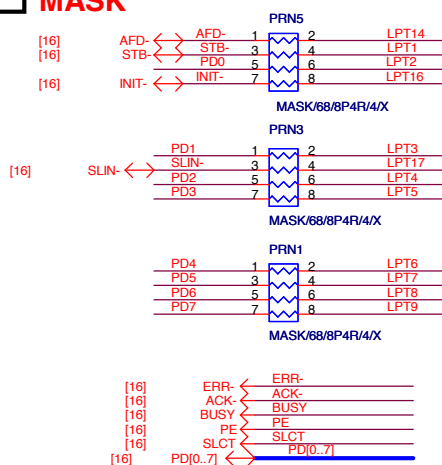 MASK
PRN5
[16] AFD- AFD- 1 2 LPT14
[16] STB- STB- 3 4 LPT1
PD0 5 6 LPT2
[16] INIT- INIT- 7 8 LPT16
MASK/68/8P4R/4/X
PRN3
PD1 1 2 LPT3
[16] SLIN- SLIN- 3 4 LPT17
PD2 5 6 LPT4
PD3 7 8 LPT5
MASK/68/8P4R/4/X
PRN1
PD4 1 2 LPT6
PD5 3 4 LPT7
PD6 5 6 LPT8
PD7 7 8 LPT9
MASK/68/8P4R/4/X
[16] ERR- ERR-
[16] ACK- ACK-
[16] BUSY BUSY
[16] PE PE
[16] SLCT SLCT
[16] PD[0..7] PD[0..7]